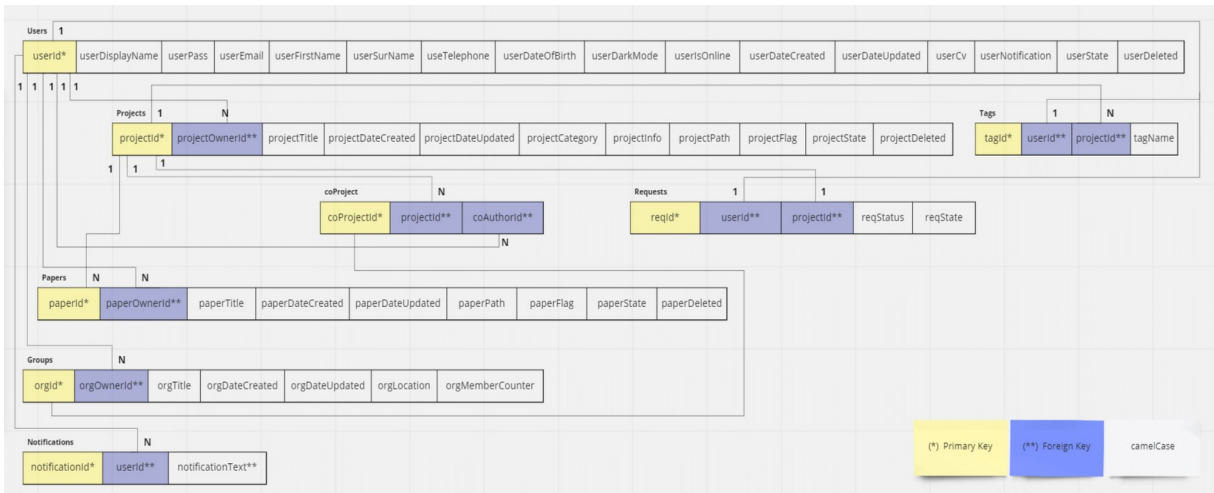 Users 1
userId* userDisplayName userPass userEmail userFirstName userSurName useTelephone userDateOfBirth userDarkMode userIsOnline userDateCreated userDateUpdated userCv userNotification userState userDeleted
1 1 1 1 1
Projects 1 N
projectId* projectOwnerId** projectTitle projectDateCreated projectDateUpdated projectCategory projectInfo projectPath projectFlag projectState projectDeleted
Tags 1 N
tagId* userId** projectId** tagName
1 1 1
coProject N
coProjectId* projectId** coAuthorId**
N
Requests 1 1
reqId* userId** projectId** reqStatus reqState
Papers N N
paperId* paperOwnerId** paperTitle paperDateCreated paperDateUpdated paperPath paperFlag paperState paperDeleted
Groups N
orgId* orgOwnerId** orgTitle orgDateCreated orgDateUpdated orgLocation orgMemberCounter
Notifications N
notificationId* userId** notificationText**
(*) Primary Key (**) Foreign Key camelCase